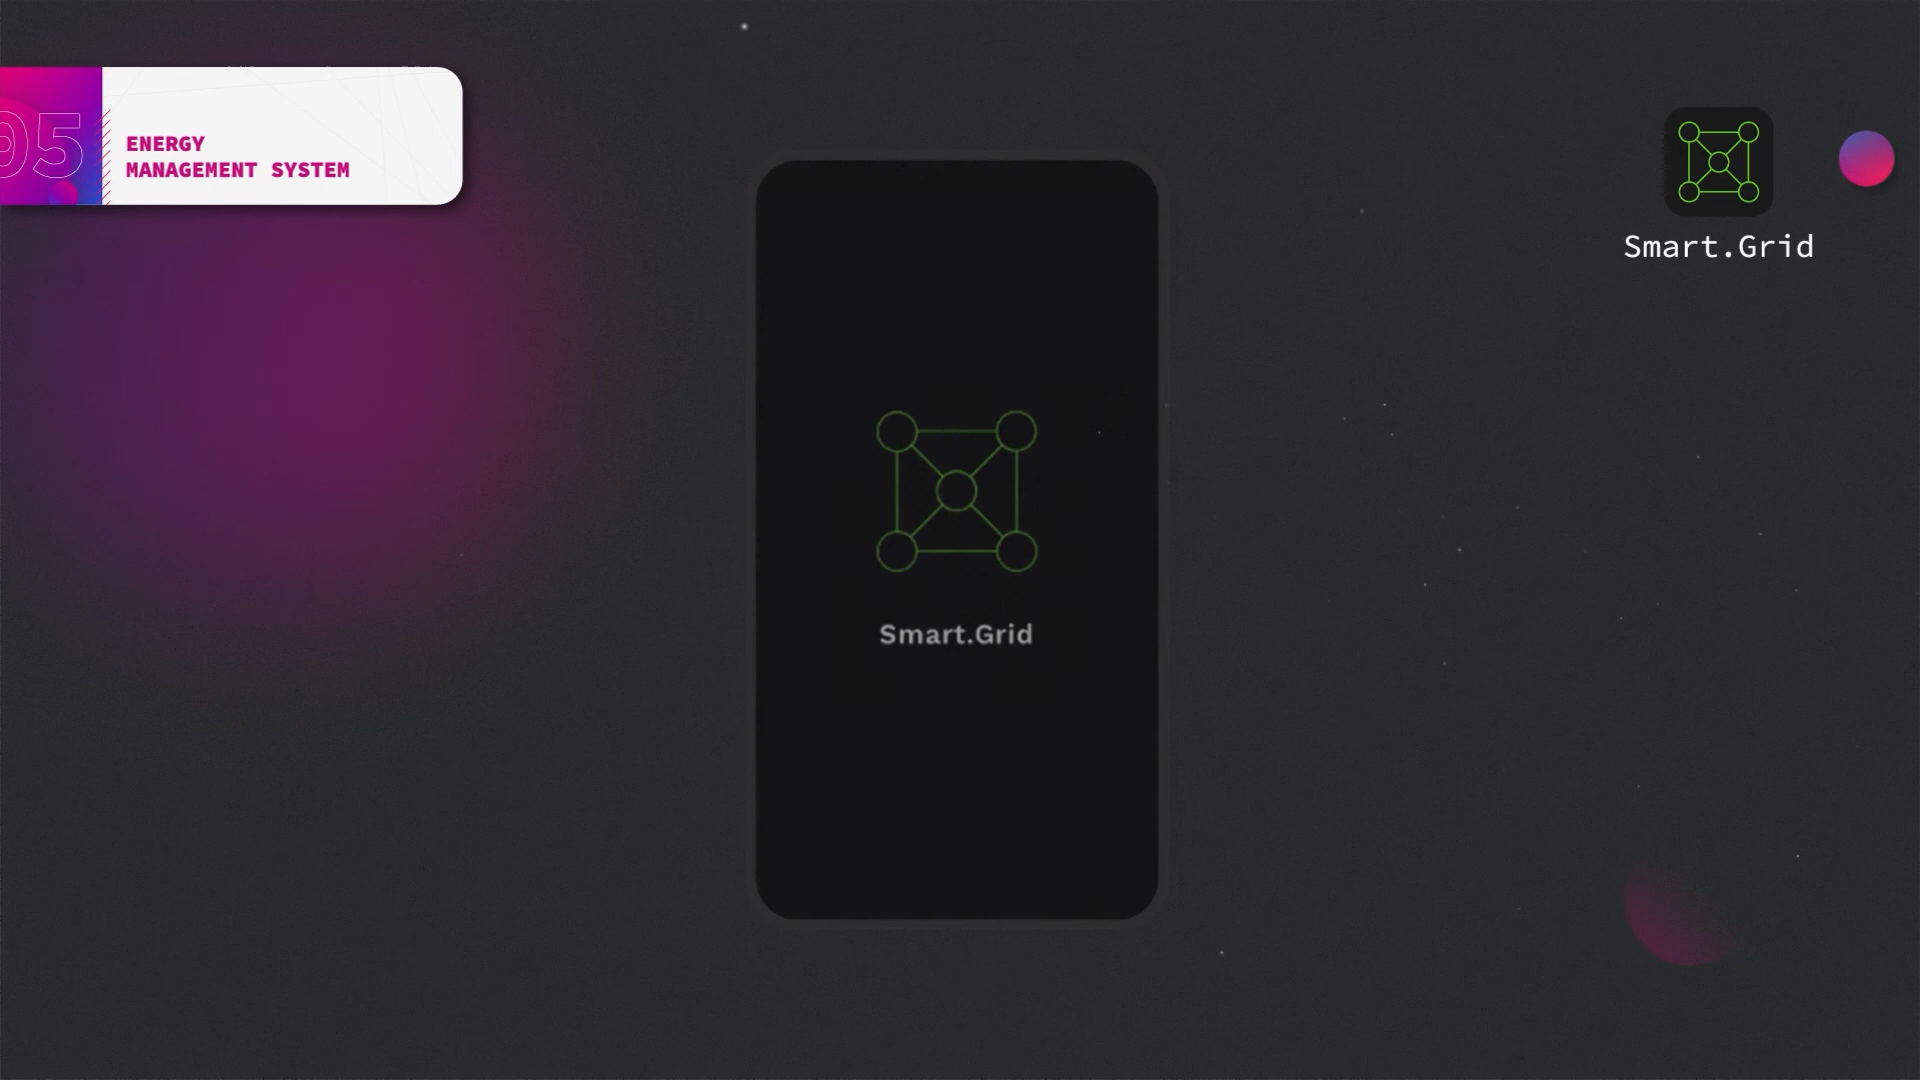 05
ENERGY
MANAGEMENT SYSTEM
Smart.Grid
Smart.Grid